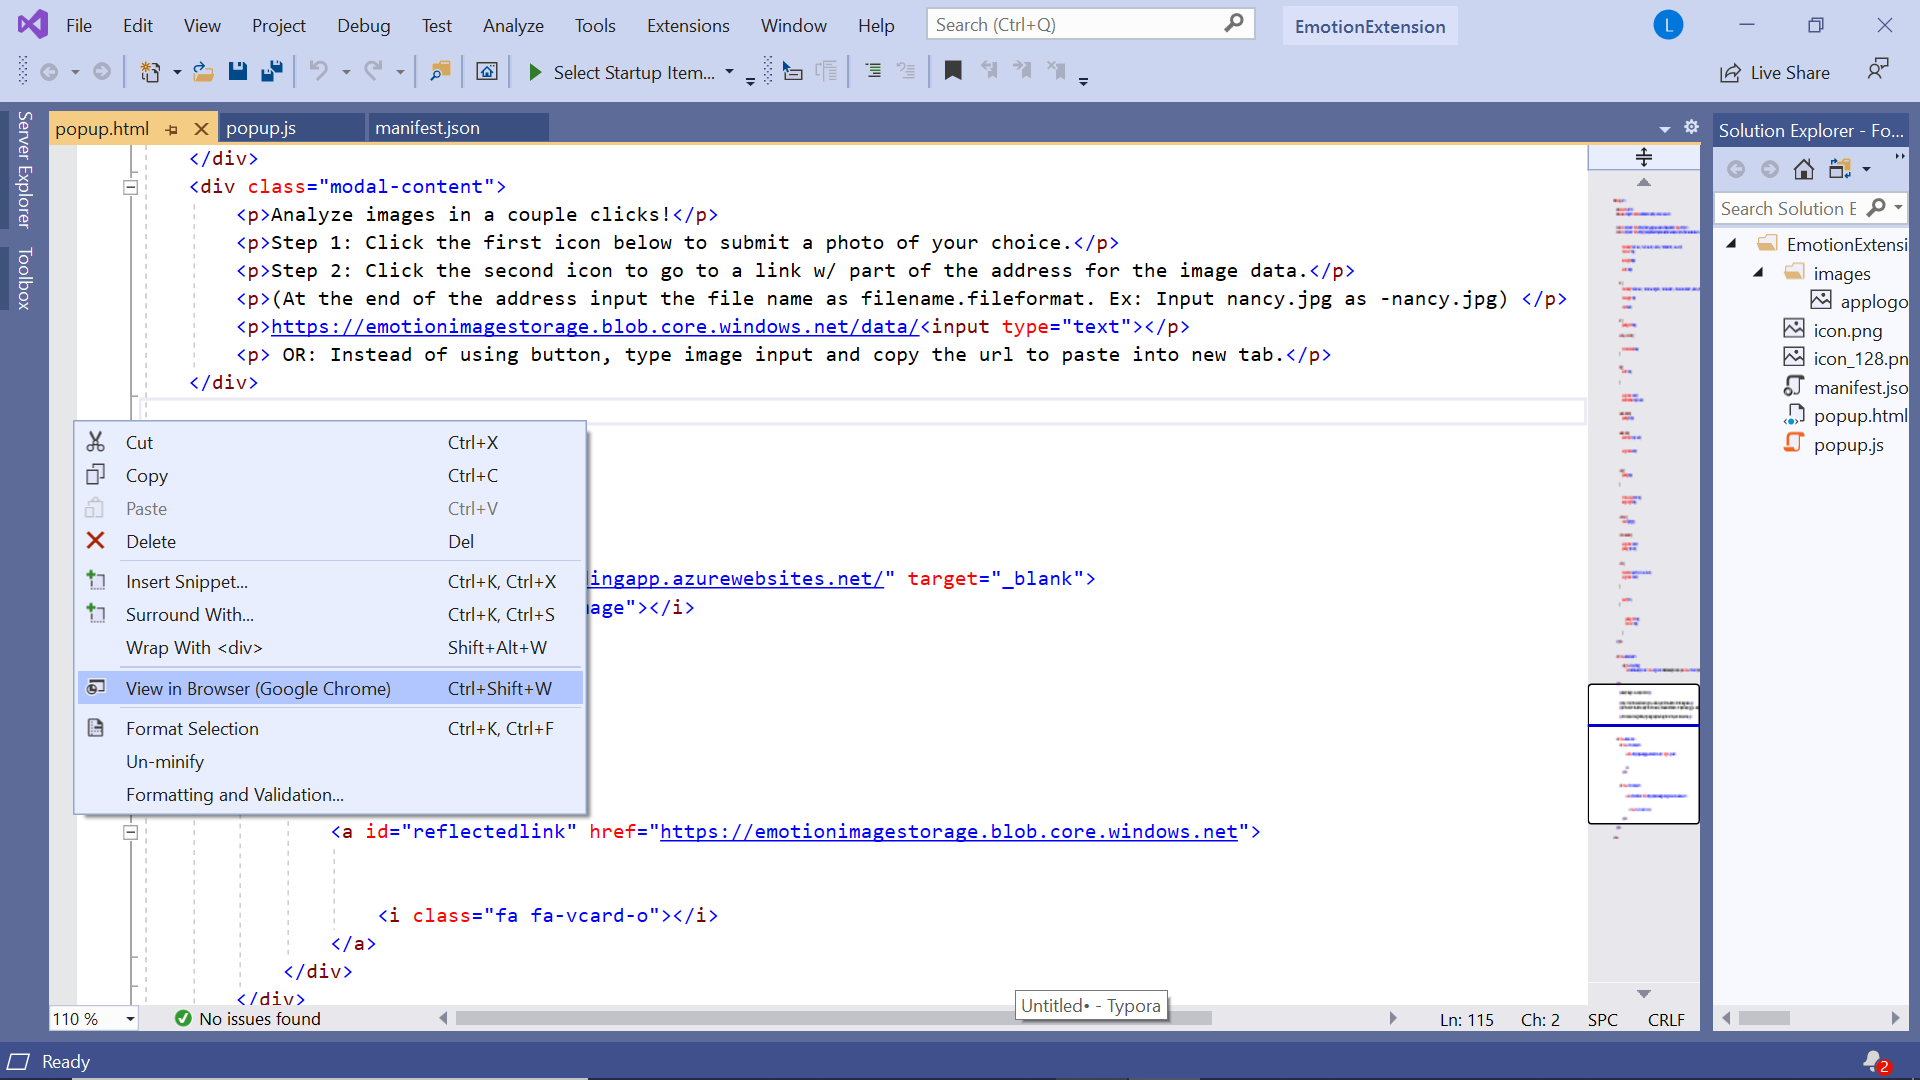 File Edit View Project Debug Test Analyze Tools Extensions Window Help Search (Ctrl+Q) EmotionExtension L
Select Startup Item... Live Share
Server Explorer
Toolbox
popup.html popup.js manifest.json
</div>
<div class="modal-content">
<p>Analyze images in a couple clicks!</p>
<p>Step 1: Click the first icon below to submit a photo of your choice.</p>
<p>Step 2: Click the second icon to go to a link w/ part of the address for the image data.</p>
<p>(At the end of the address input the file name as filename.fileformat. Ex: Input nancy.jpg as -nancy.jpg) </p>
<p>https://emotionimagestorage.blob.core.windows.net/data/<input type="text"></p>
<p> OR: Instead of using button, type image input and copy the url to paste into new tab.</p>
</div>
Cut Ctrl+X
Copy Ctrl+C
Paste Ctrl+V
Delete Del
Insert Snippet... Ctrl+K, Ctrl+X
Surround With... Ctrl+K, Ctrl+S
Wrap With <div> Shift+Alt+W
View in Browser (Google Chrome) Ctrl+Shift+W
Format Selection Ctrl+K, Ctrl+F
Un-minify
Formatting and Validation...
ingapp.azurewebsites.net/" target="_blank">
age"></i>
<a id="reflectedlink" href="https://emotionimagestorage.blob.core.windows.net">
<i class="fa fa-vcard-o"></i>
</a>
</div>
</div>
Solution Explorer - Fo...
Search Solution E
EmotionExtensi
images
applogo
icon.png
icon_128.pn
manifest.jso
popup.html
popup.js
110 % No issues found Untitled• - Typora Ln: 115 Ch: 2 SPC CRLF
Ready 2